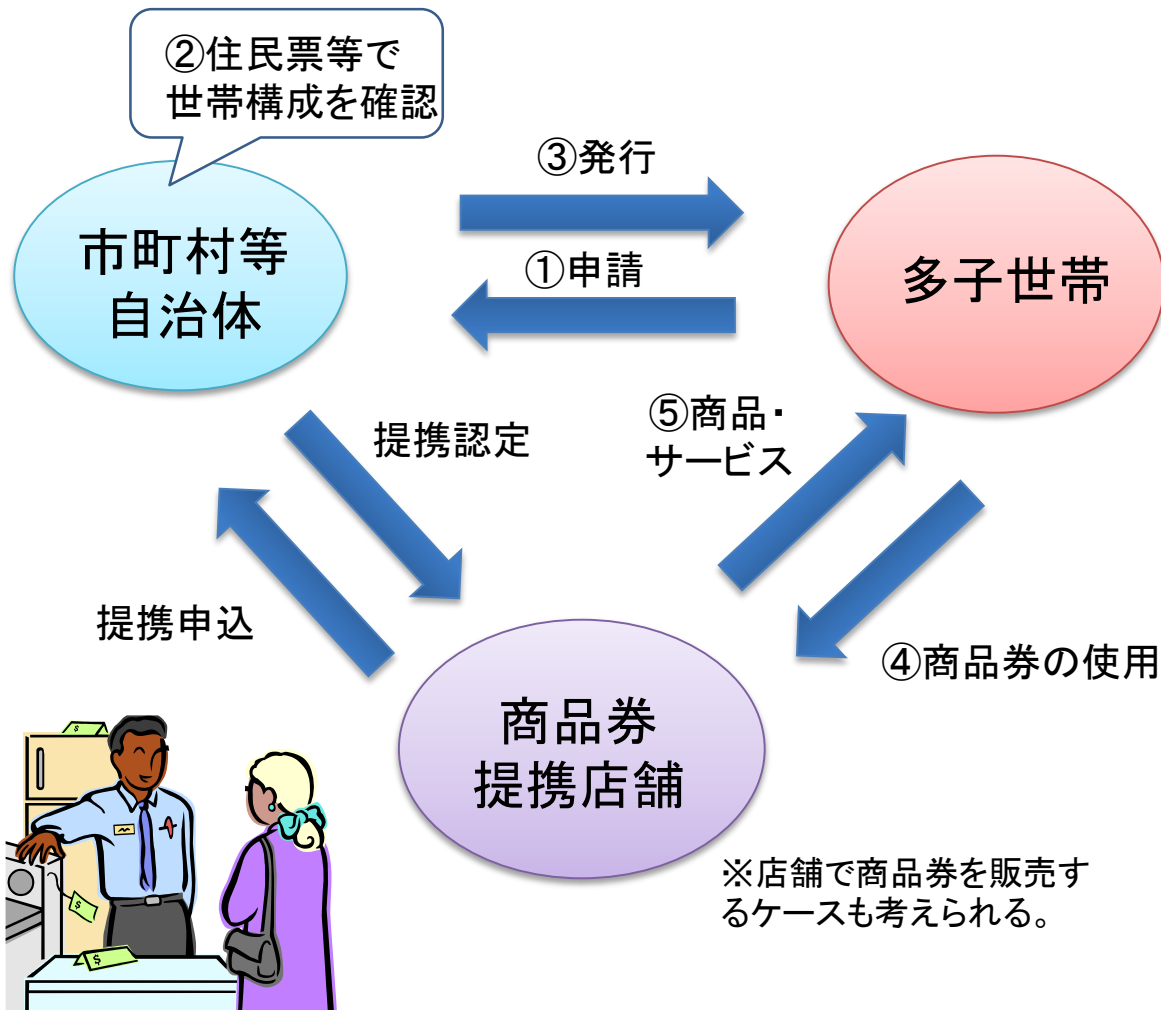 ②住民票等で
世帯構成を確認
③発行
市町村等
自治体
①申請
多子世帯
提携認定
⑤商品・
サービス
提携申込
④商品券の使用
商品券
提携店舗
※店舗で商品券を販売す
るケースも考えられる。
$
$
$